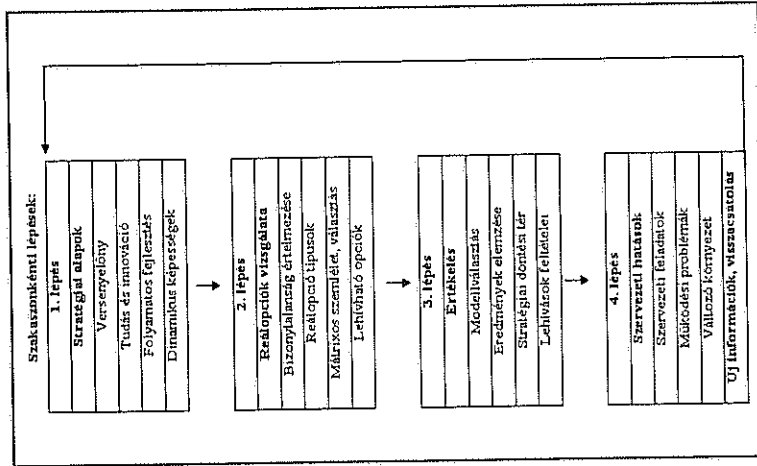 Szakaszonkénti lépések:
1. lépés
Stratégiai alapok
Versenyelőny
Tudás és innováció
Folyamatos fejlesztés
Dinamikus képességek
2. lépés
Reálopciók vizsgálata
Bizonytalanság értelmezése
Reálopció típusok
Mátrixos szemlélet, választás
Lehívható opciók
3. lépés
Értékelés
Modellválasztás
Eredmények elemzése
Stratégiai döntési tér
Lehívások feltételei
4. lépés
Szervezeti hatások
Szervezeti feladatok
Működési problémák
Változó környezet
Új információk, visszacsatolás